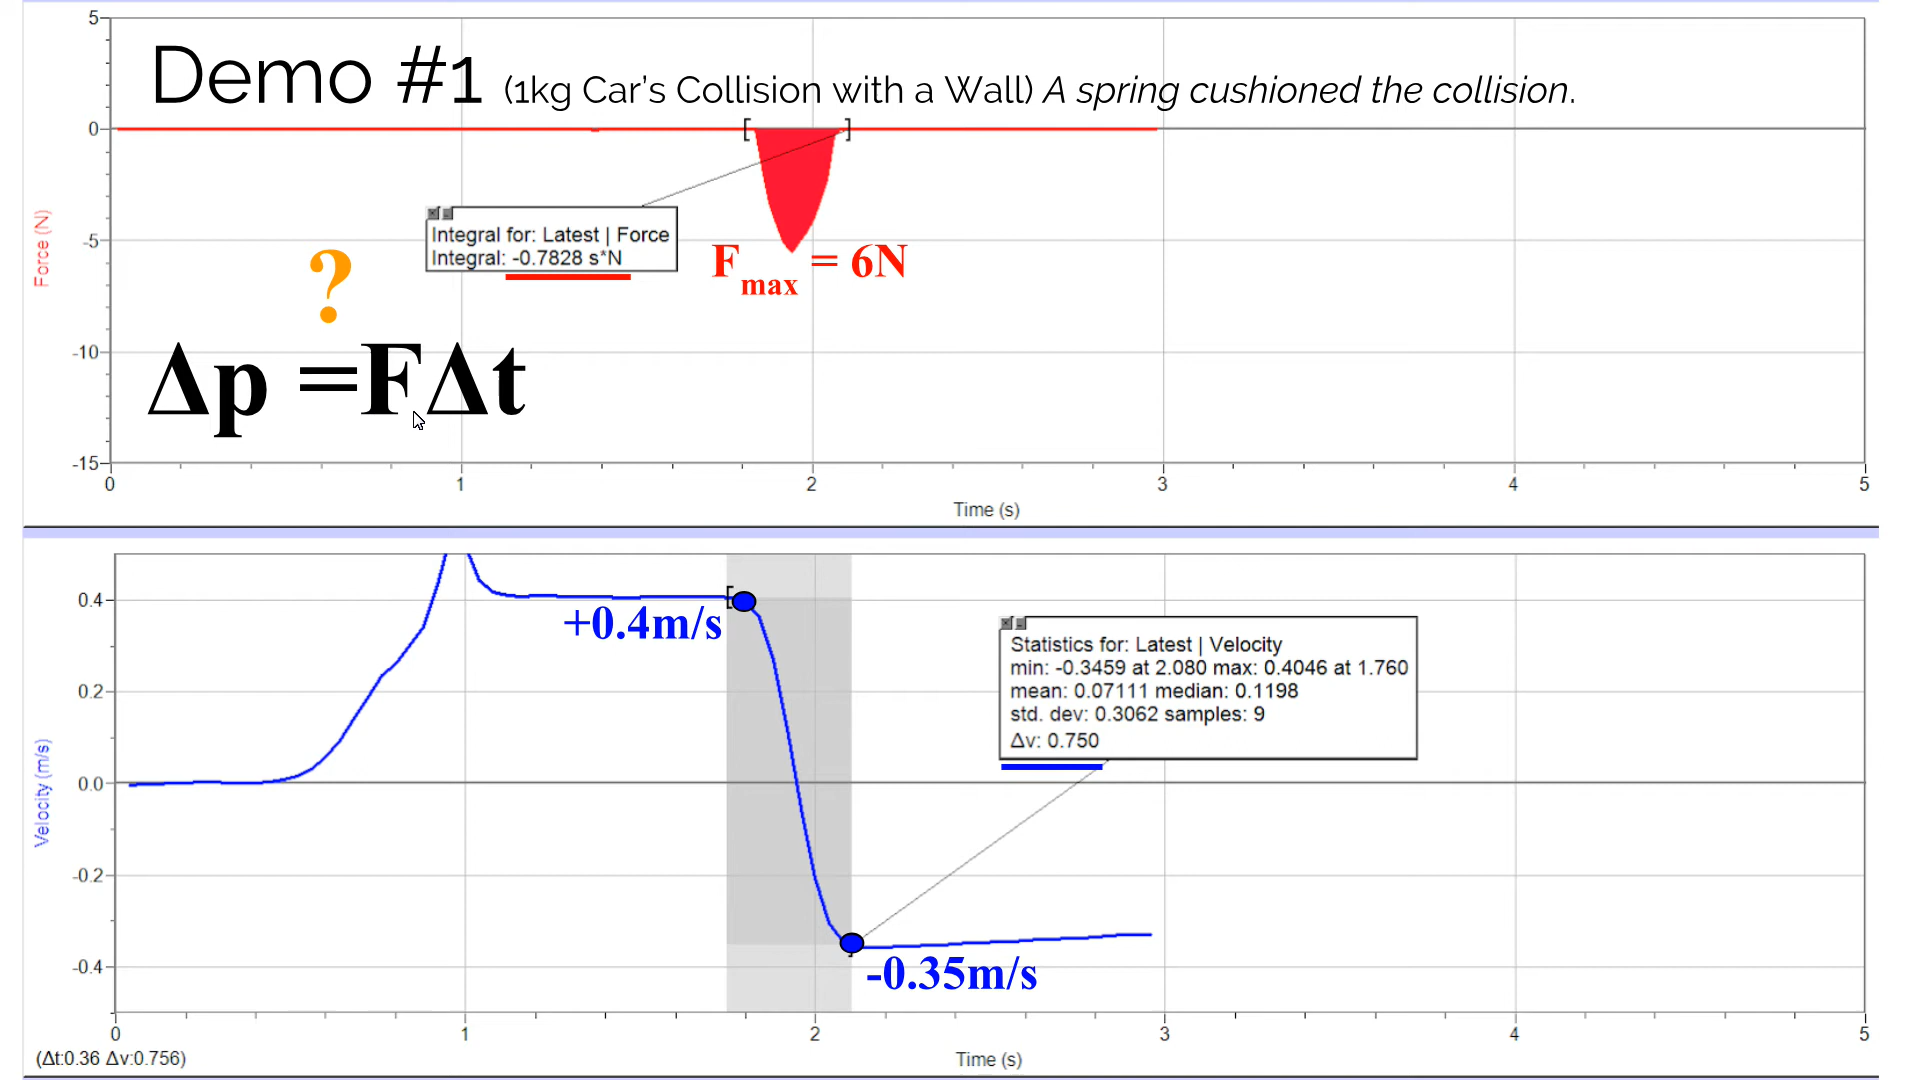 5
Demo #1 (1kg Car's Collision with a Wall) A spring cushioned the collision.
0
[ ]
Integral for: Latest | Force
Integral: -0.7828 s*N
-5
Fmax = 6N
Force (N)
?
-10
Δp =FΔt
-15
0 1 2 3 4 5
Time (s)
0.4
[
+0.4m/s
Statistics for: Latest | Velocity
min: -0.3459 at 2.080 max: 0.4046 at 1.760
mean: 0.07111 median: 0.1198
std. dev: 0.3062 samples: 9
Δv: 0.750
0.2
0.0
Velocity (m/s)
-0.2
-0.4
-0.35m/s
0 1 2 3 4 5
(Δt:0.36 Δv:0.756)
Time (s)